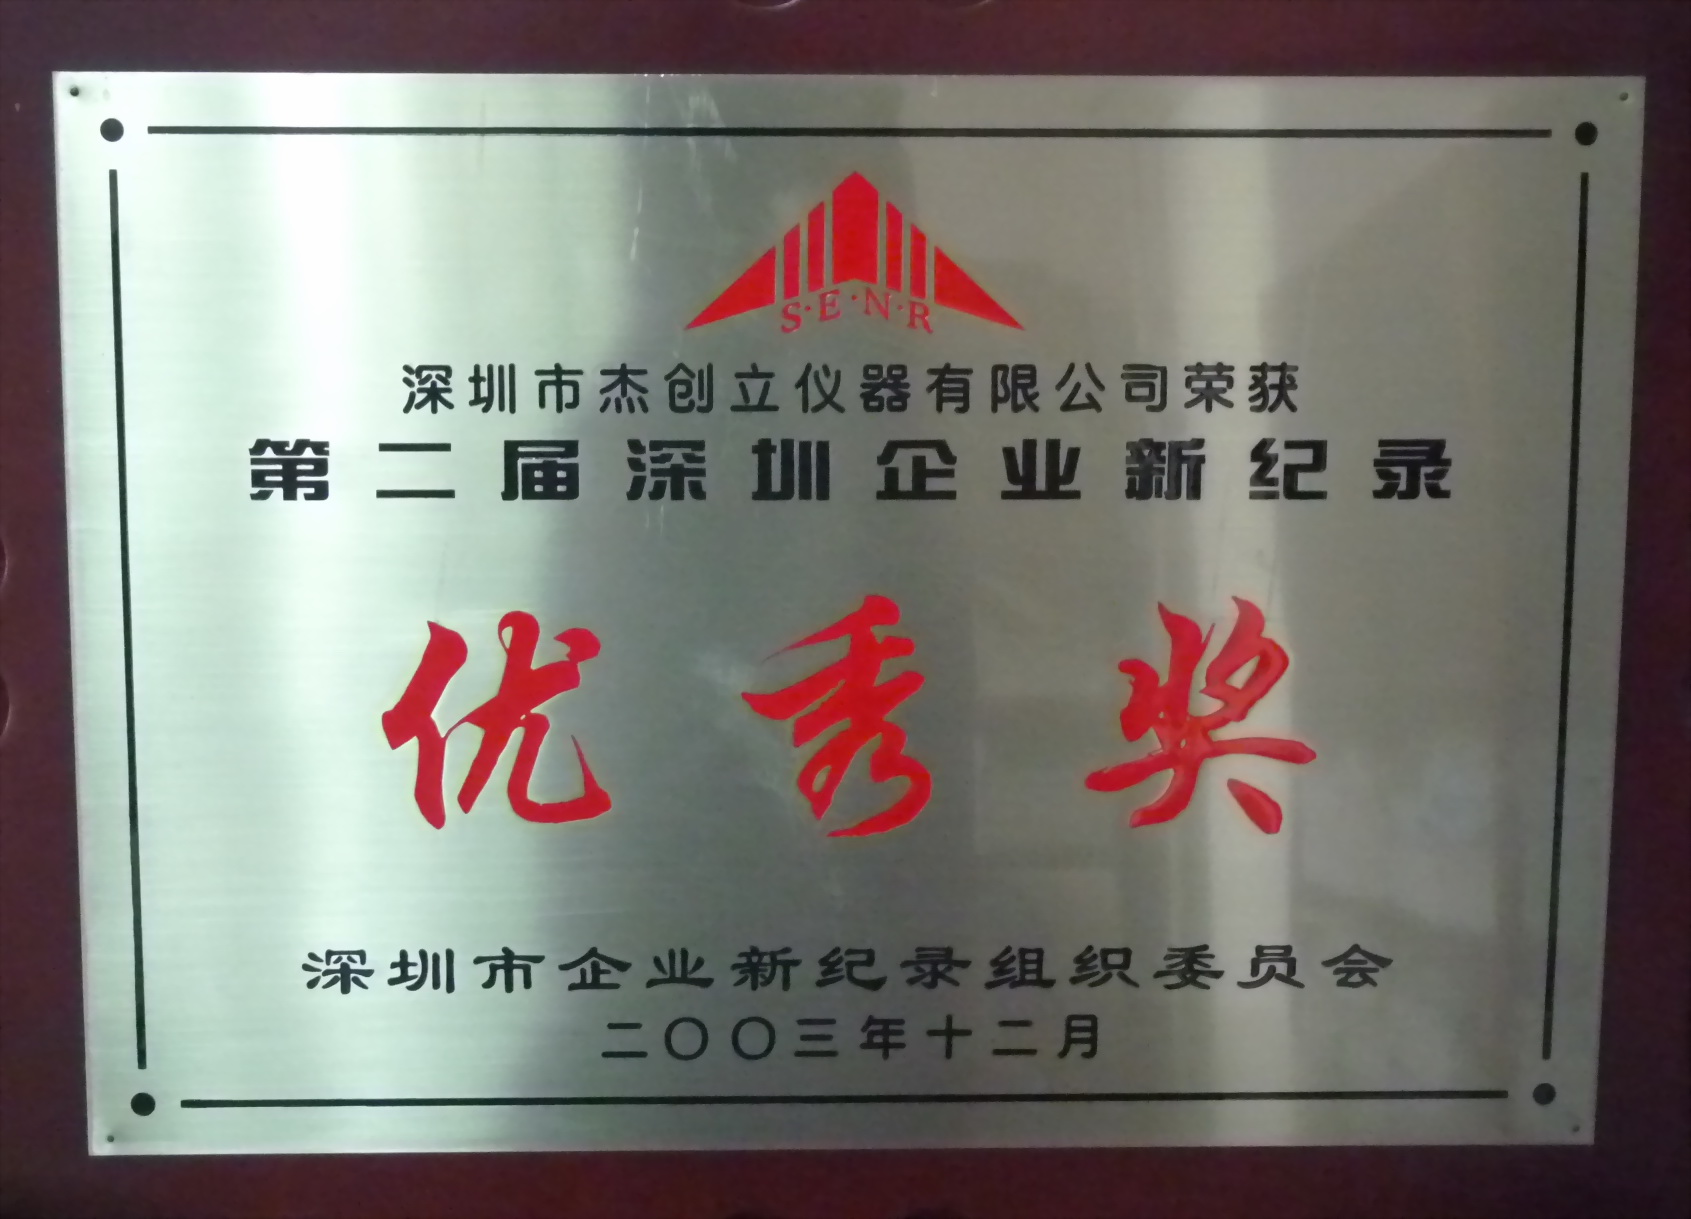 S·E·N·R
深圳市杰创立仪器有限公司荣获
第二届深圳企业新纪录
优秀奖
深圳市企业新纪录组织委员会
二〇〇三年十二月